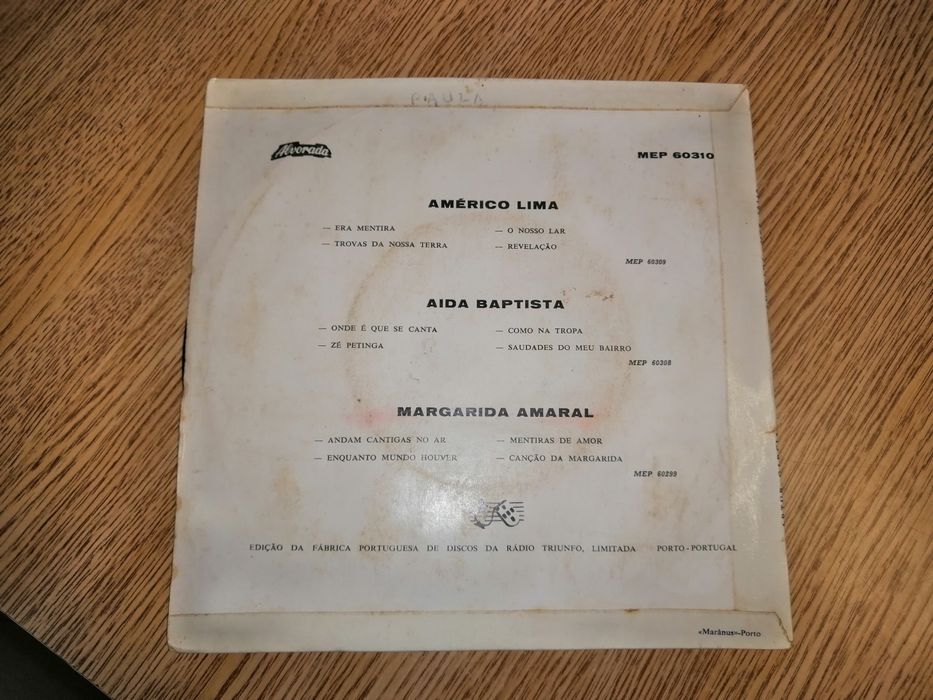 PAULA
Alvorada
MEP 60310
AMÉRICO LIMA
— ERA MENTIRA
— O NOSSO LAR
— TROVAS DA NOSSA TERRA
— REVELAÇÃO
MEP 60309
AIDA BAPTISTA
— ONDE É QUE SE CANTA
— COMO NA TROPA
— ZÉ PETINGA
— SAUDADES DO MEU BAIRRO
MEP 60308
MARGARIDA AMARAL
— ANDAM CANTIGAS NO AR
— MENTIRAS DE AMOR
— ENQUANTO MUNDO HOUVER
— CANÇÃO DA MARGARIDA
MEP 60299
EDIÇÃO DA FÁBRICA PORTUGUESA DE DISCOS DA RÁDIO TRIUNFO, LIMITADA PORTO-PORTUGAL
«Marânus»-Porto